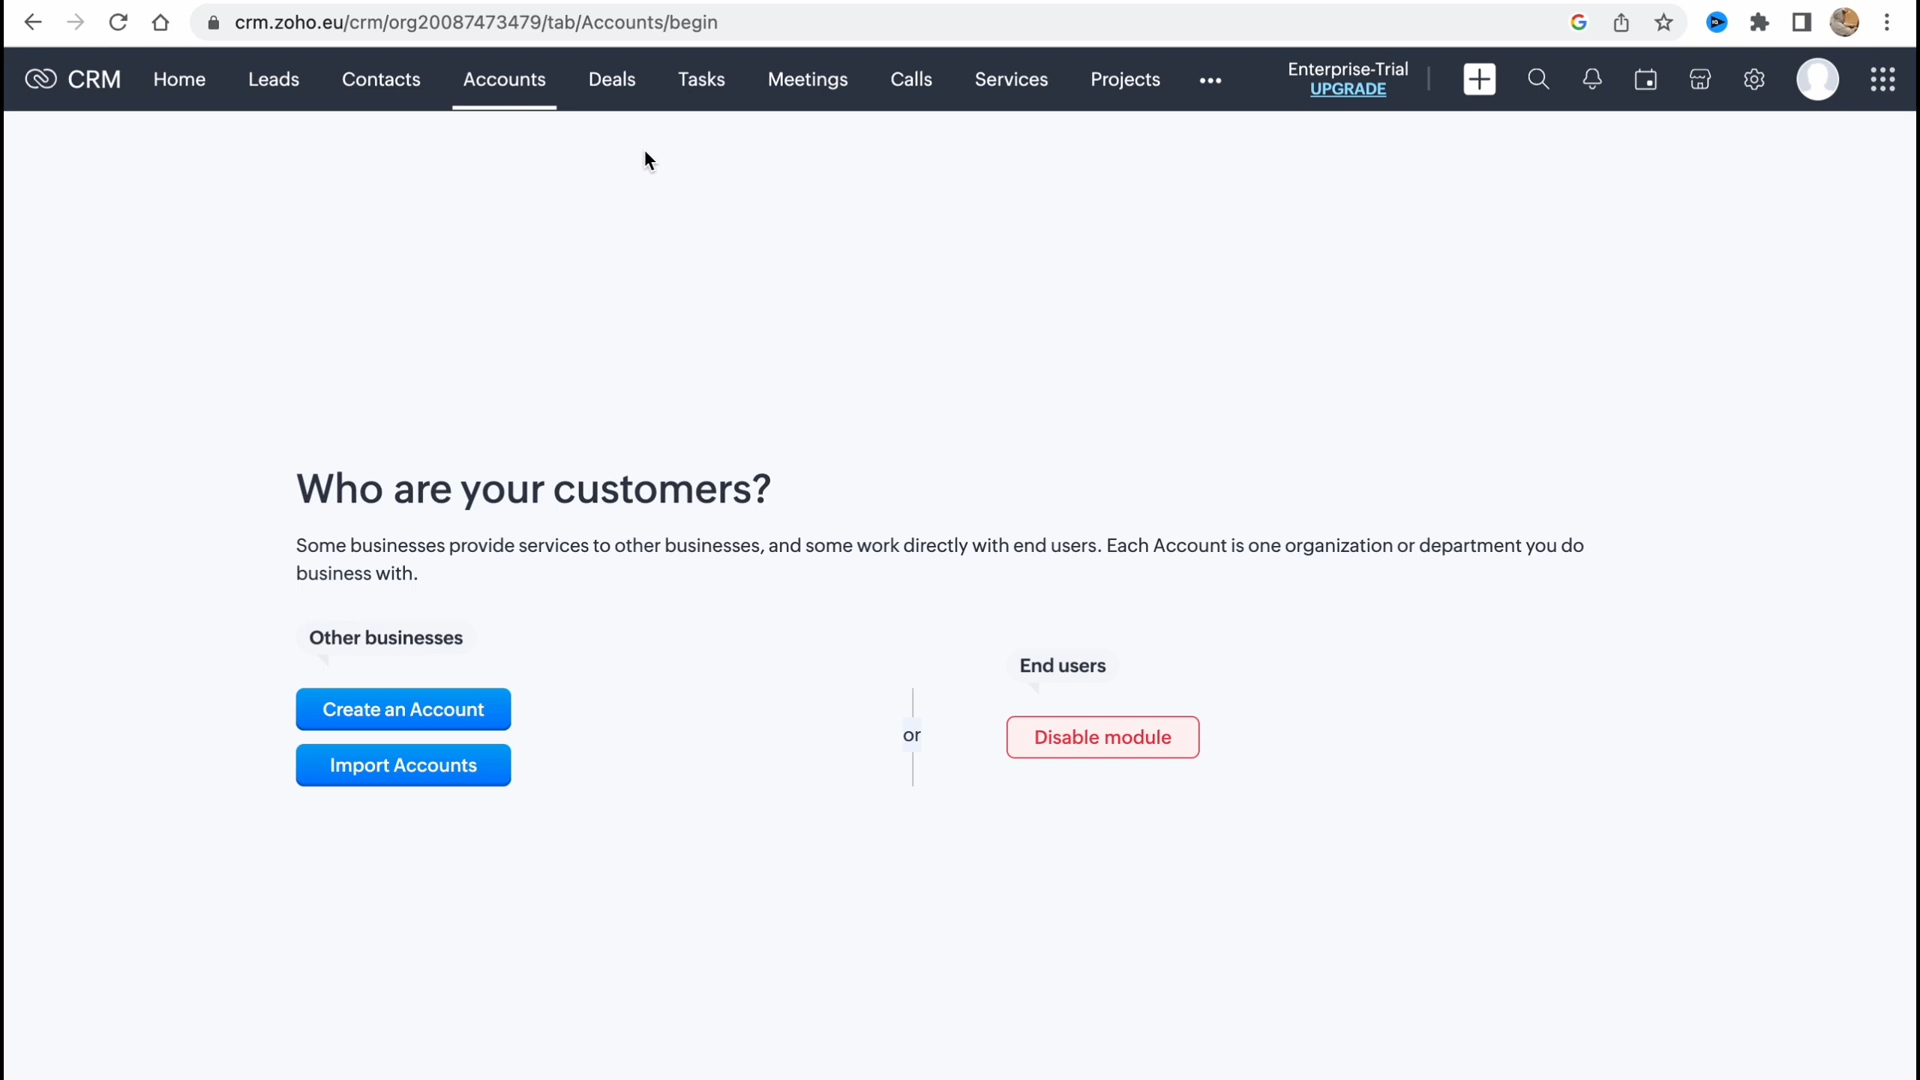 crm.zoho.eu/crm/org20087473479/tab/Accounts/begin
CRM Home Leads Contacts Accounts Deals Tasks Meetings Calls Services Projects
Enterprise-Trial
UPGRADE
Who are your customers?
Some businesses provide services to other businesses, and some work directly with end users. Each Account is one organization or department you do
business with.
Other businesses
Create an Account
Import Accounts
or
End users
Disable module